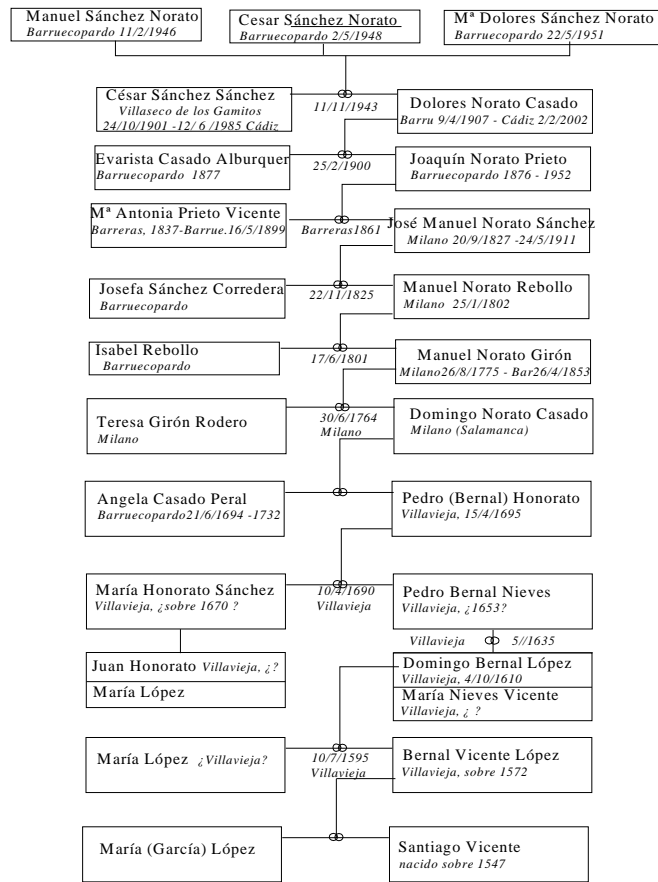 Manuel Sánchez Norato
Barruecopardo 11/2/1946
Cesar Sánchez Norato
Barruecopardo 2/5/1948
Mª Dolores Sánchez Norato
Barruecopardo 22/5/1951
César Sánchez Sánchez
Villaseco de los Gamitos
24/10/1901 -12/ 6 /1985 Cádiz
11/11/1943
Dolores Norato Casado
Barru 9/4/1907 - Cádiz 2/2/2002
Evarista Casado Alburquer
Barruecopardo 1877
25/2/1900
Joaquín Norato Prieto
Barruecopardo 1876 - 1952
Mª Antonia Prieto Vicente
Barreras, 1837-Barrue.16/5/1899
Barreras1861
José Manuel Norato Sánchez
Milano 20/9/1827 -24/5/1911
Josefa Sánchez Corredera
Barruecopardo
22/11/1825
Manuel Norato Rebollo
Milano 25/1/1802
Isabel Rebollo
Barruecopardo
17/6/1801
Manuel Norato Girón
Milano26/8/1775 - Bar26/4/1853
Teresa Girón Rodero
Milano
30/6/1764
Milano
Domingo Norato Casado
Milano (Salamanca)
Angela Casado Peral
Barruecopardo21/6/1694 -1732
Pedro (Bernal) Honorato
Villavieja, 15/4/1695
María Honorato Sánchez
Villavieja, ¿sobre 1670 ?
10/4/1690
Villavieja
Pedro Bernal Nieves
Villavieja, ¿1653?
Villavieja 5//1635
Juan Honorato Villavieja, ¿?
María López
Domingo Bernal López
Villavieja, 4/10/1610
María Nieves Vicente
Villavieja, ¿ ?
María López ¿Villavieja?
10/7/1595
Villavieja
Bernal Vicente López
Villavieja, sobre 1572
María (García) López
Santiago Vicente
nacido sobre 1547